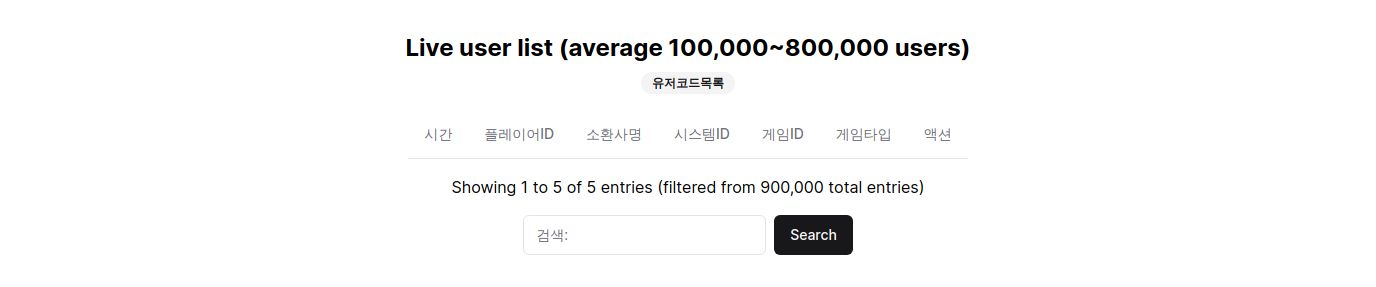 Live user list (average 100,000~800,000 users)
유저코드목록
시간 플레이어ID 소환사명 시스템ID 게임ID 게임타입 액션
Showing 1 to 5 of 5 entries (filtered from 900,000 total entries)
검색: Search